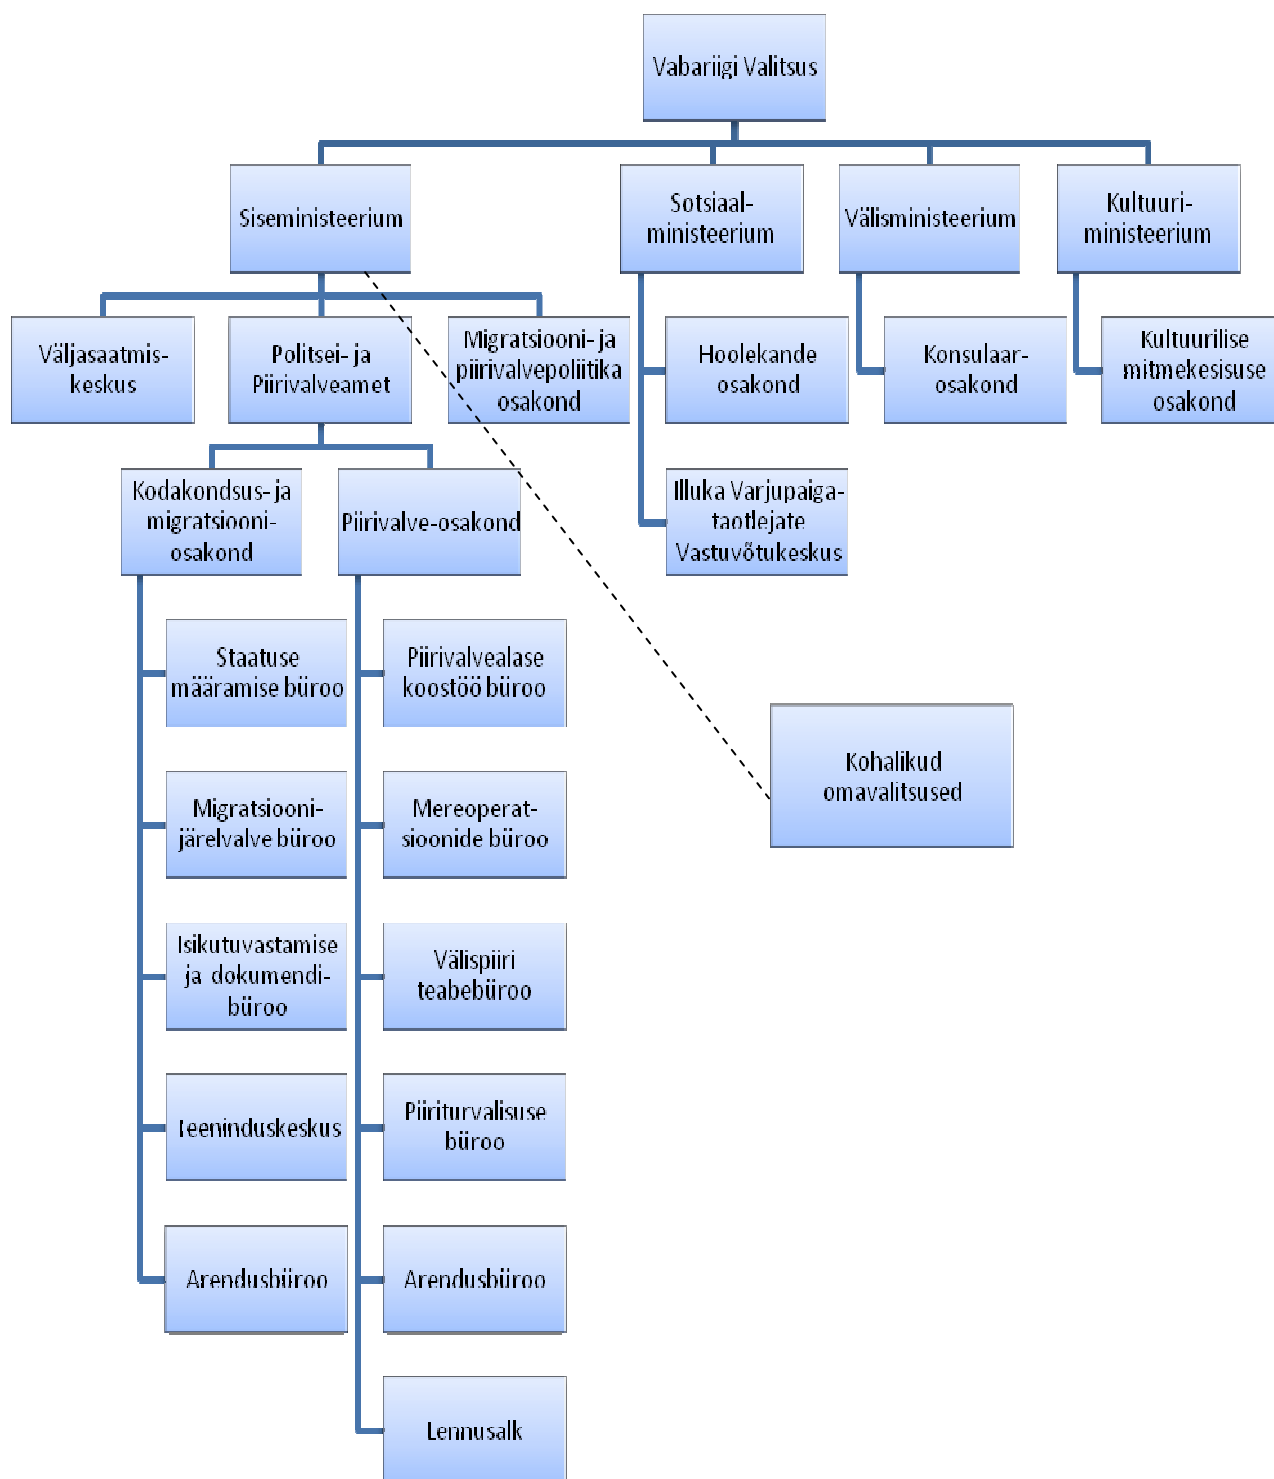 Vabariigi Valitsus
Siseministeerium
Sotsiaal-
ministeerium
Välisministeerium
Kultuuri-
ministeerium
Väljasaatmis-
keskus
Politsei- ja
Piirivalveamet
Migratsiooni- ja
piirivalvepoliitika
osakond
Hoolekande
osakond
Konsulaar-
osakond
Kultuurilise
mitmekesisuse
osakond
Kodakondsus- ja
migratsiooni-
osakond
Piirivalve-osakond
Illuka Varjupaiga-
taotlejate
Vastuvõtukeskus
Staatuse
määramise büroo
Piirivalvealase
koostöö büroo
Kohalikud
omavalitsused
Migratsiooni-
järelvalve büroo
Mereoperat-
sioonide büroo
Isikutuvastamise
ja dokumendi-
büroo
Välispiiri
teabebüroo
Teeninduskeskus
Piiriturvalisuse
büroo
Arendusbüroo
Arendusbüroo
Lennusalk